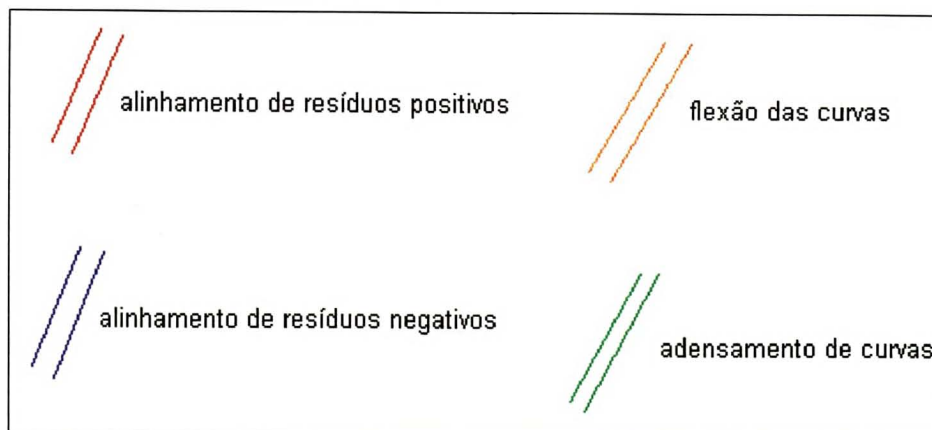 alinhamento de resíduos positivos
flexão das curvas
alinhamento de resíduos negativos
adensamento de curvas